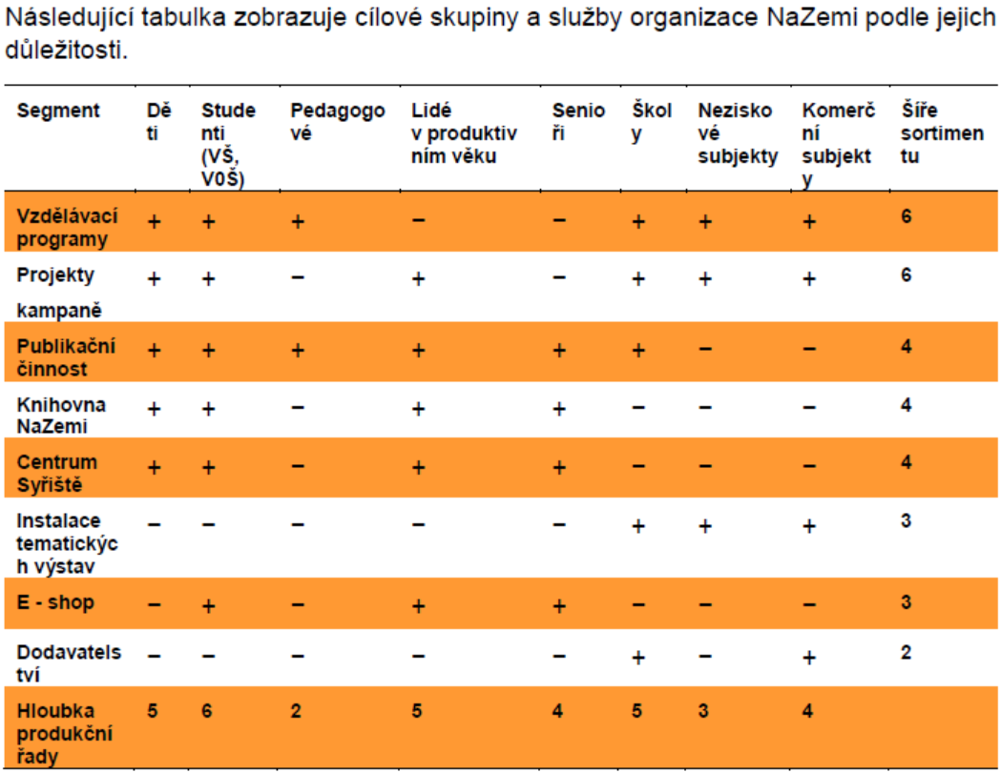 Následující tabulka zobrazuje cílové skupiny a služby organizace NaZemi podle jejich
důležitosti.
Segment Dě Stude Pedagogo Lidé Senio Škol Nezisko Komerč Šíře
ti nti vé v produktiv ři y vé ní sortimen
(VŠ, ním věku subjekty subjekt tu
V0Š) y
Vzdělávací + + + – – + + + 6
programy
Projekty + + – + – + + + 6
kampaně
Publikační + + + + + + – – 4
činnost
Knihovna + + – + + – – – 4
NaZemi
Centrum + + – + + – – – 4
Syřiště
Instalace – – – – – + + + 3
tematickýc
h výstav
E - shop – + – + + – – – 3
Dodavatels – – – – – + – + 2
tví
Hloubka 5 6 2 5 4 5 3 4
produkční
řady